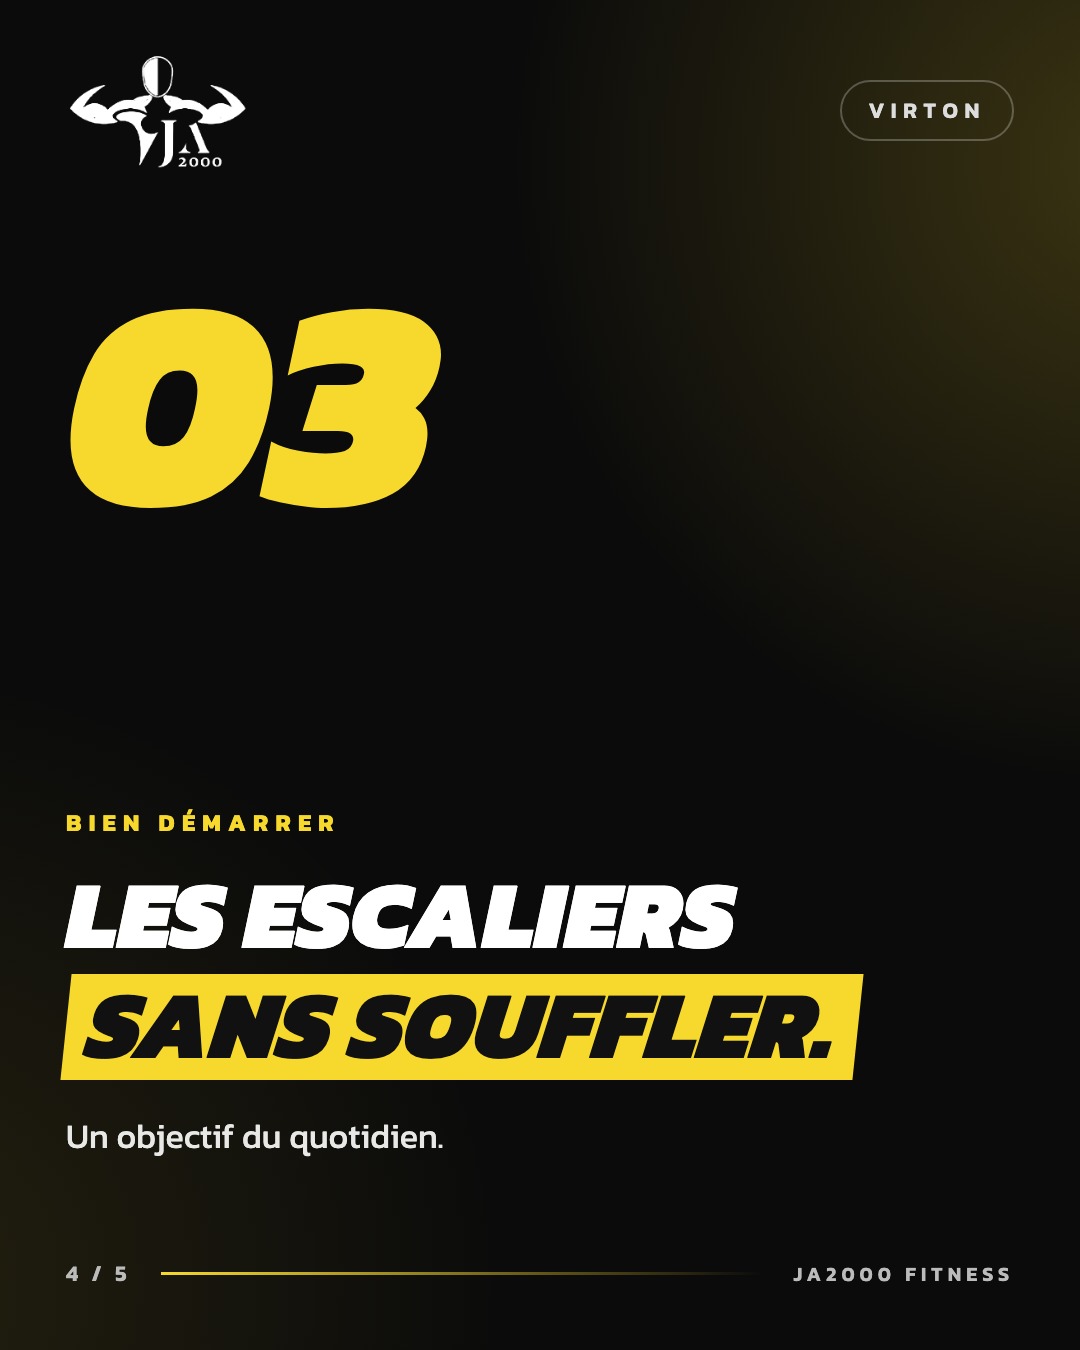 JA
2000
VIRTON
03
BIEN DÉMARRER
LES ESCALIERS
SANS SOUFFLER.
Un objectif du quotidien.
4 / 5
JA2000 FITNESS